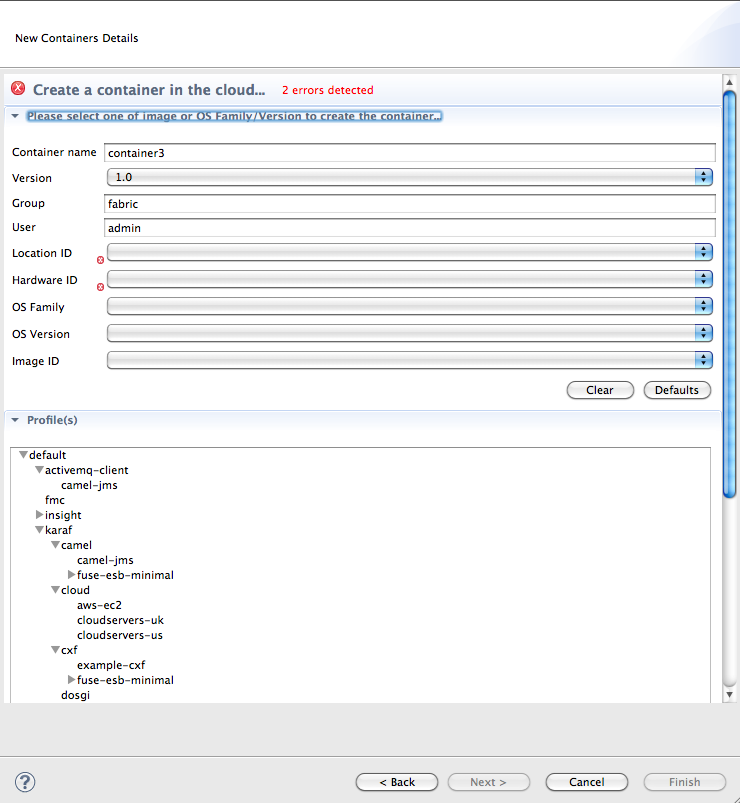 New Containers Details
Create a container in the cloud... 2 errors detected
Please select one of image or OS Family/Version to create the container...
Container name container3
Version 1.0
Group fabric
User admin
Location ID
Hardware ID
OS Family
OS Version
Image ID
Clear Defaults
Profile(s)
default
activemq-client
camel-jms
fmc
insight
karaf
camel
camel-jms
fuse-esb-minimal
cloud
aws-ec2
cloudservers-uk
cloudservers-us
cxf
example-cxf
fuse-esb-minimal
dosgi
? < Back Next > Cancel Finish